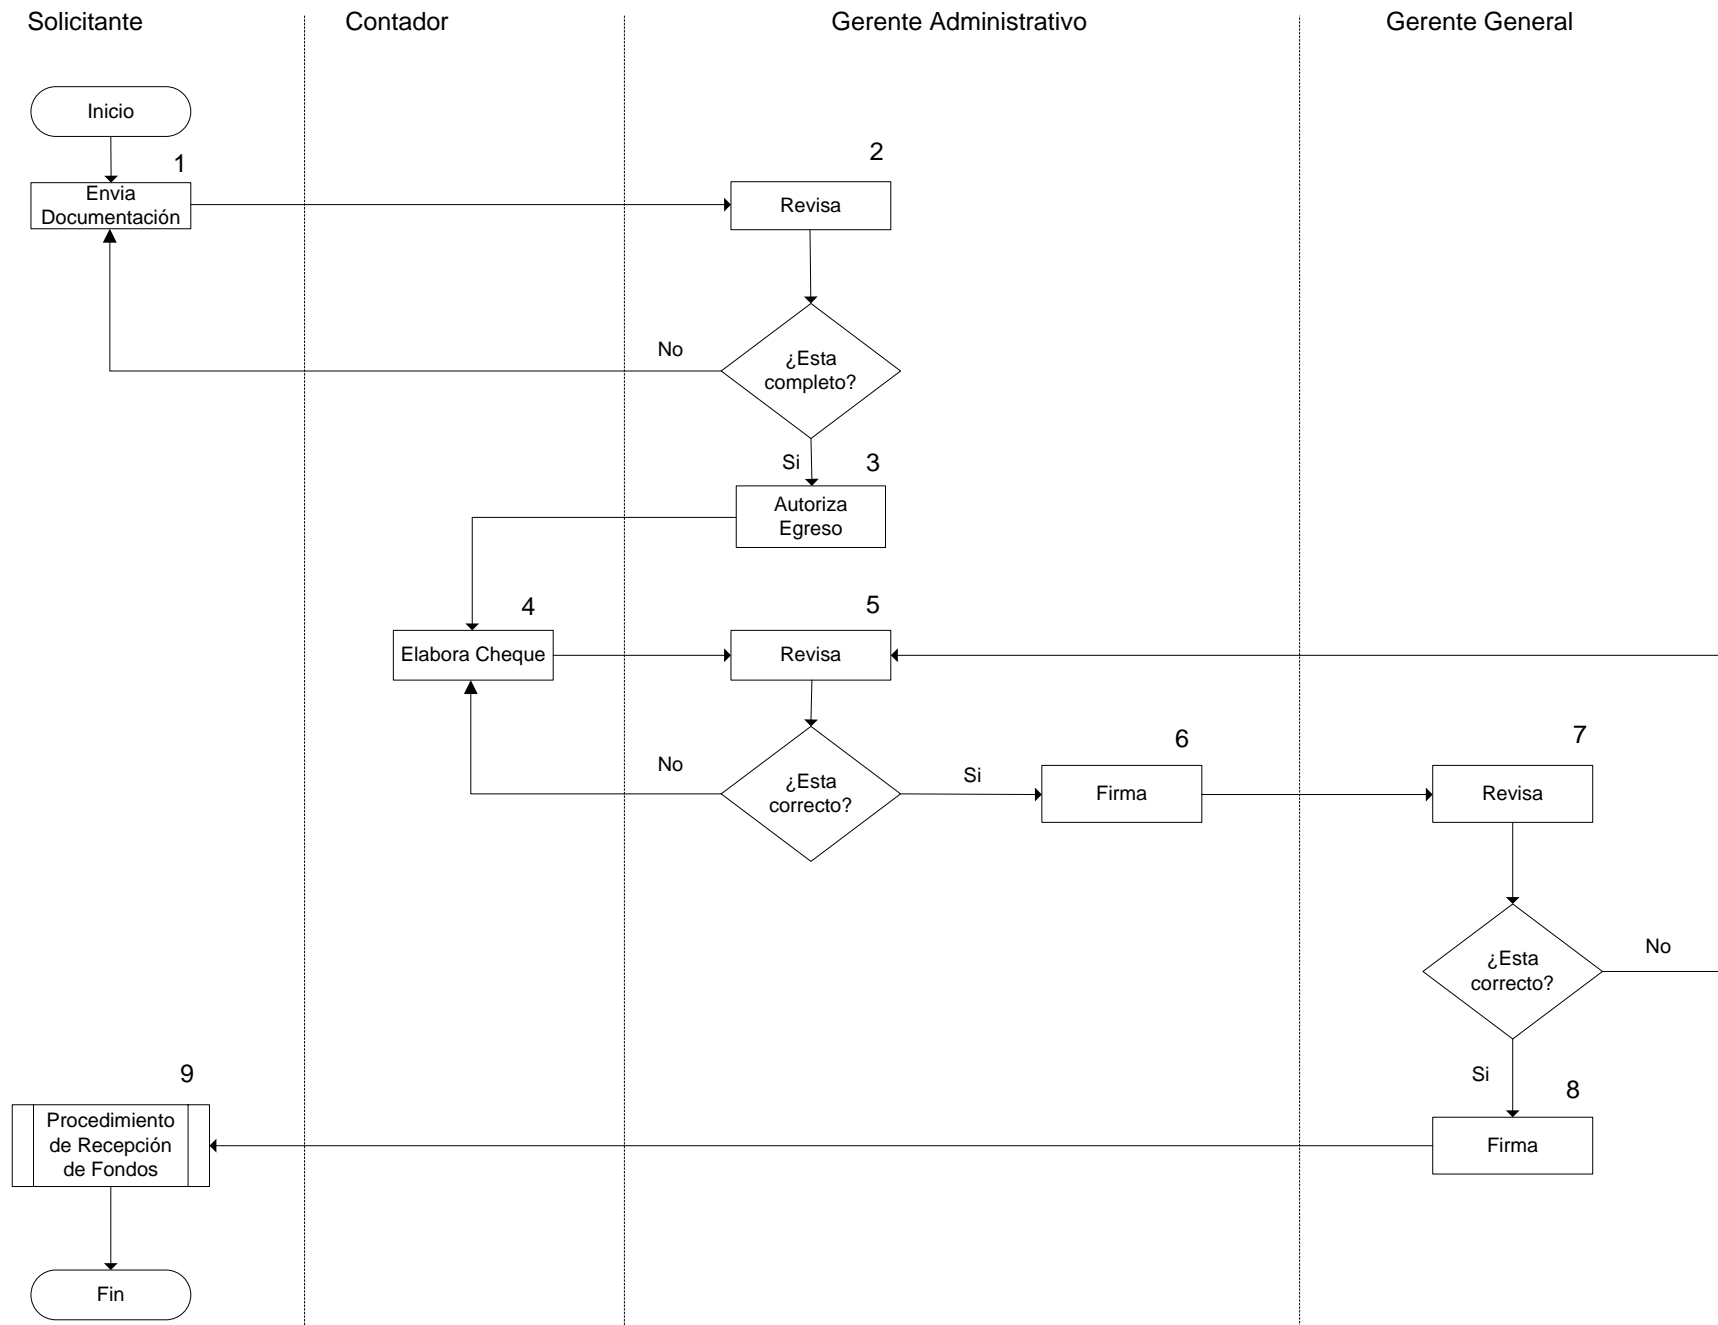 Solicitante
Contador
Gerente Administrativo
Gerente General
Inicio
1
Envia
Documentación
2
Revisa
No
¿Esta
completo?
Si
3
Autoriza
Egreso
4
Elabora Cheque
5
Revisa
No
¿Esta
correcto?
Si
6
Firma
7
Revisa
¿Esta
correcto?
No
Si
8
Firma
9
Procedimiento
de Recepción
de Fondos
Fin